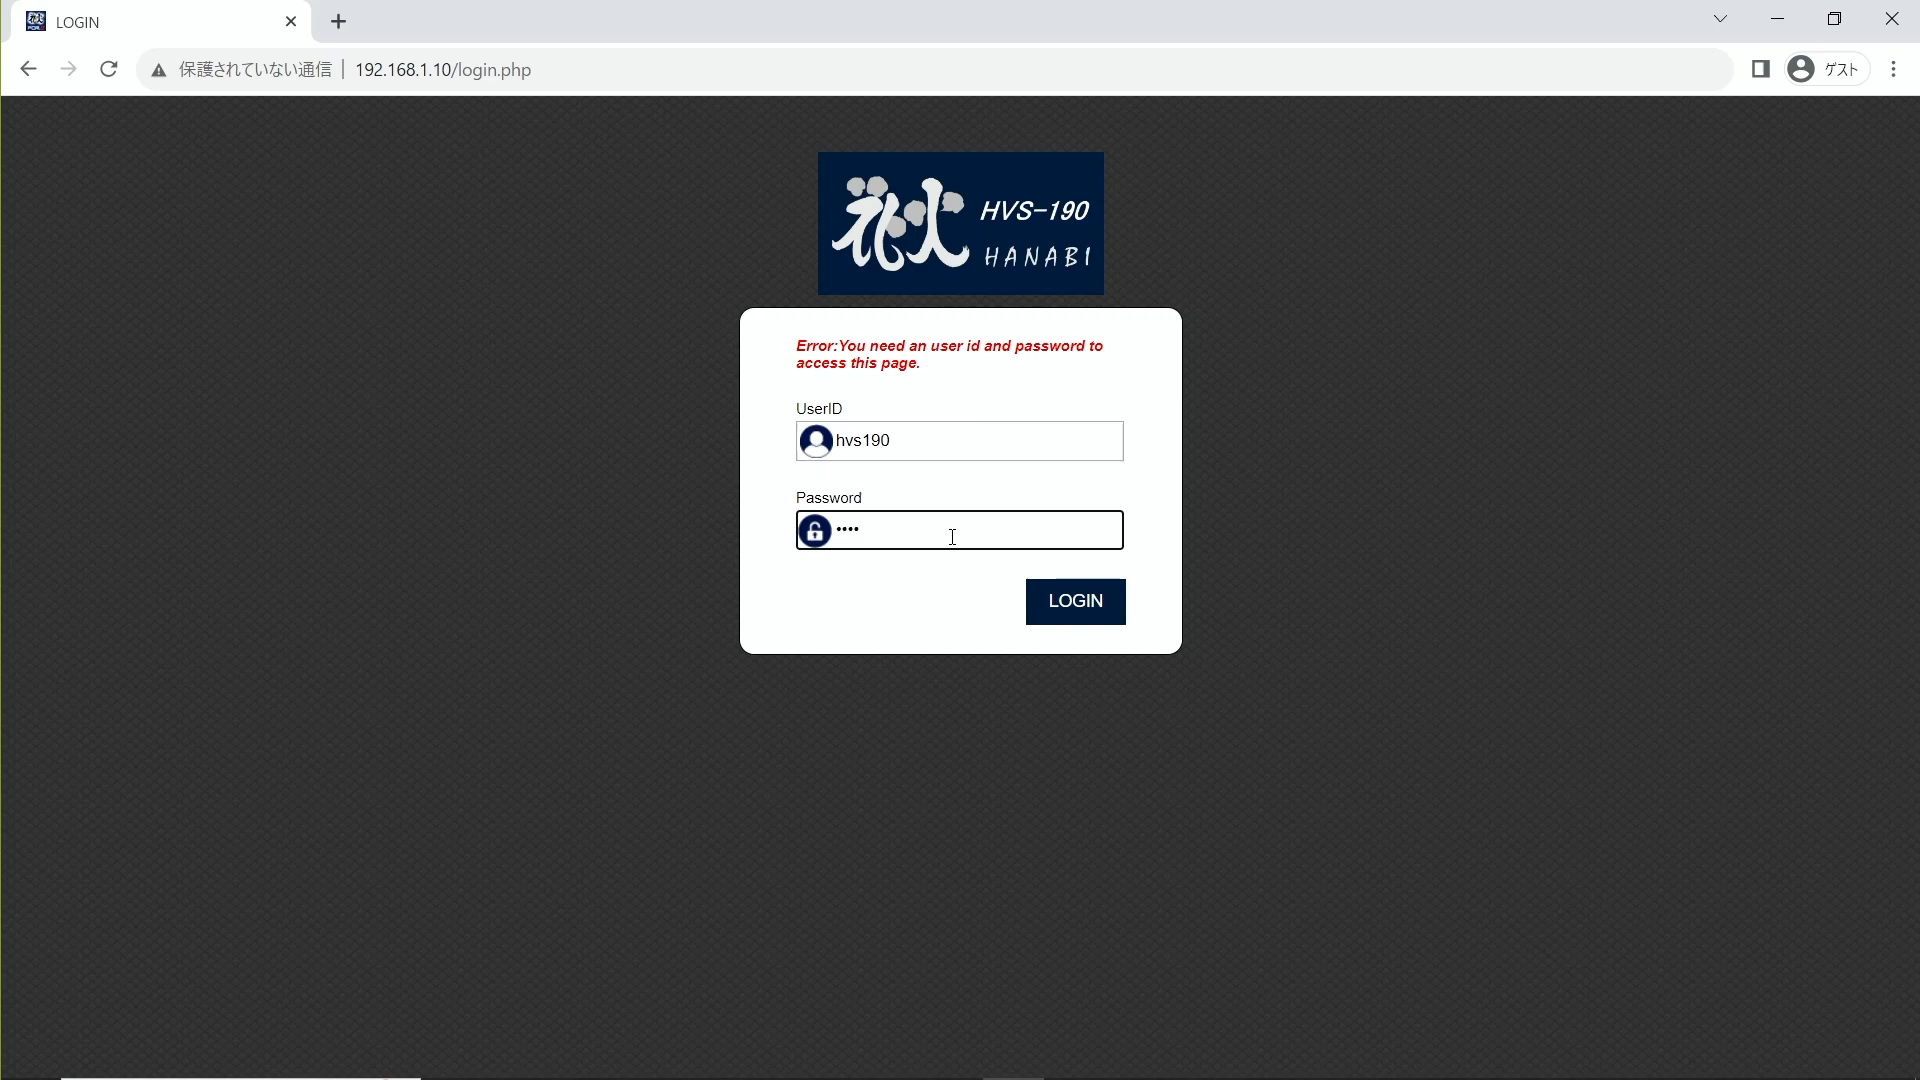 LOGIN
保護されていない通信 192.168.1.10/login.php
ゲスト
花火 HVS-190
HANABI
Error:You need an user id and password to
access this page.
UserID
hvs190
Password
••••
LOGIN